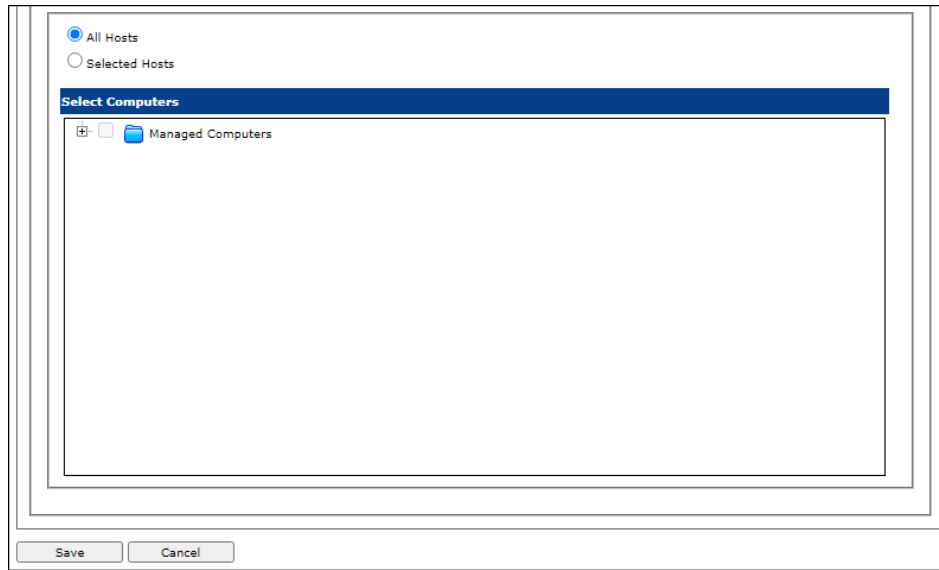 All Hosts
Selected Hosts
Select Computers
Managed Computers
Save Cancel